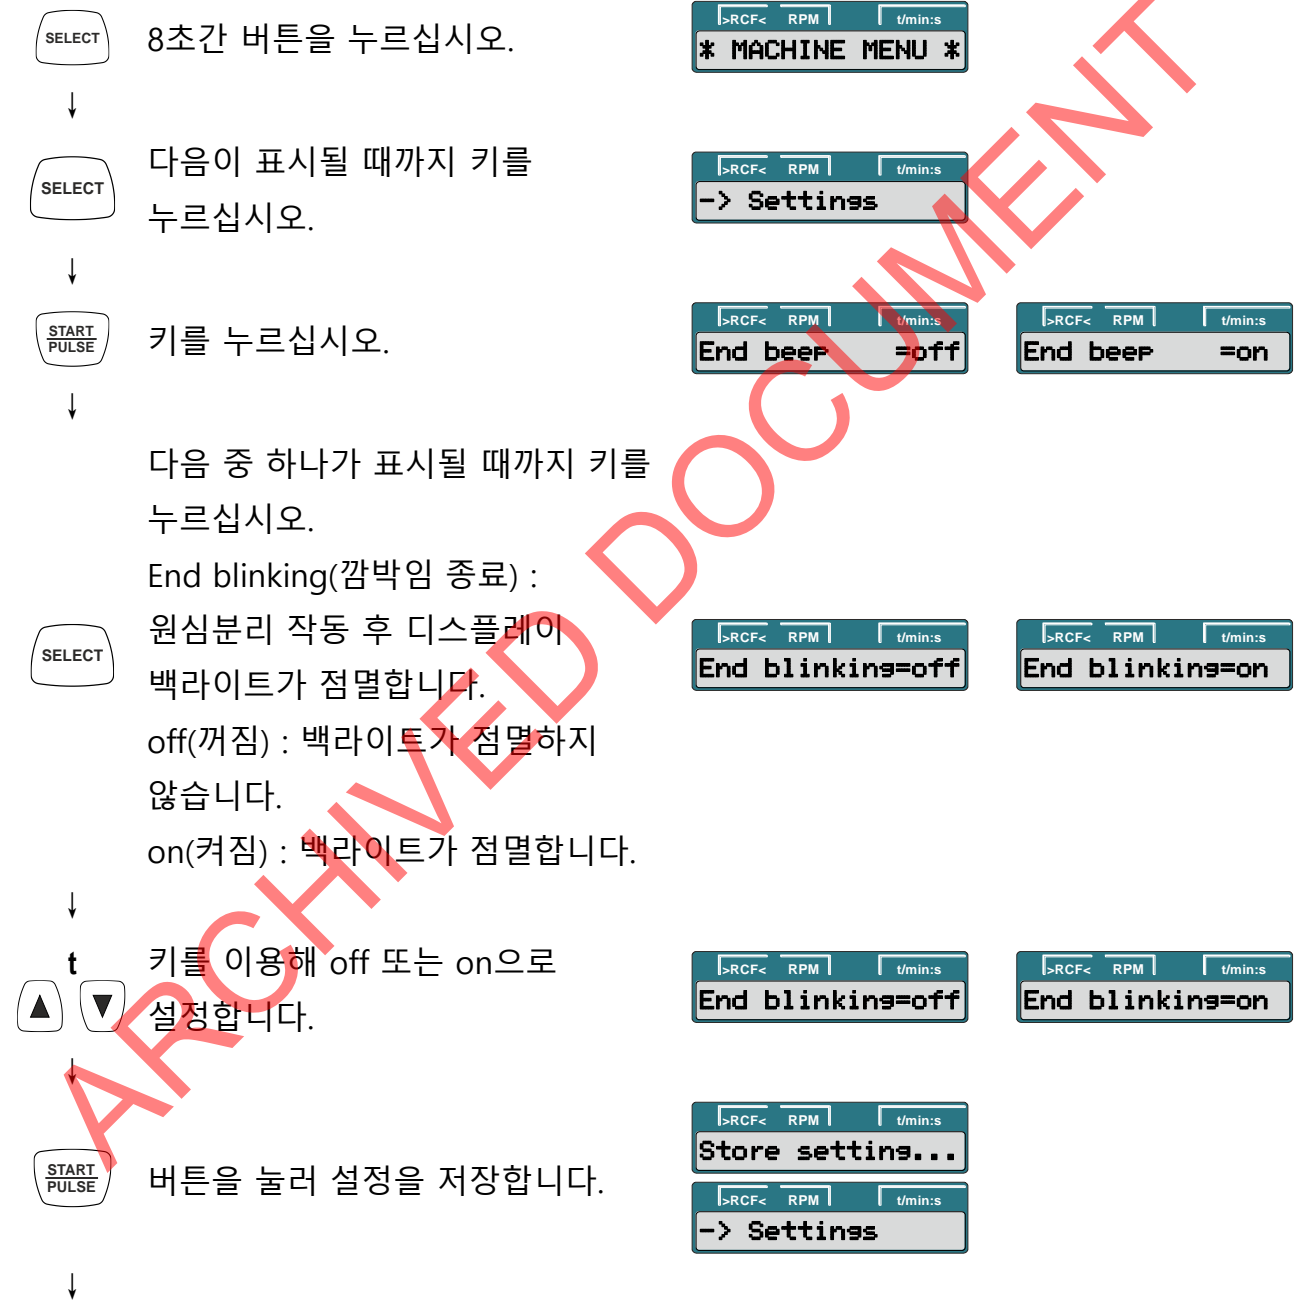 SELECT
8초간 버튼을 누르십시오.
>RCF< RPM t/min:s
* MACHINE MENU *
↓
SELECT
다음이 표시될 때까지 키를
누르십시오.
>RCF< RPM t/min:s
-> Settings
↓
START
PULSE
키를 누르십시오.
>RCF< RPM t/min:s
End beep =off
>RCF< RPM t/min:s
End beep =on
↓
다음 중 하나가 표시될 때까지 키를
누르십시오.
End blinking(깜박임 종료) :
원심분리 작동 후 디스플레이
백라이트가 점멸합니다.
off(꺼짐) : 백라이트가 점멸하지
않습니다.
on(켜짐) : 백라이트가 점멸합니다.
SELECT
>RCF< RPM t/min:s
End blinking=off
>RCF< RPM t/min:s
End blinking=on
↓
t
▲ ▼
키를 이용해 off 또는 on으로
설정합니다.
>RCF< RPM t/min:s
End blinking=off
>RCF< RPM t/min:s
End blinking=on
↓
START
PULSE
버튼을 눌러 설정을 저장합니다.
>RCF< RPM t/min:s
Store setting...
>RCF< RPM t/min:s
-> Settings
↓
ARCHIVED DOCUMENT